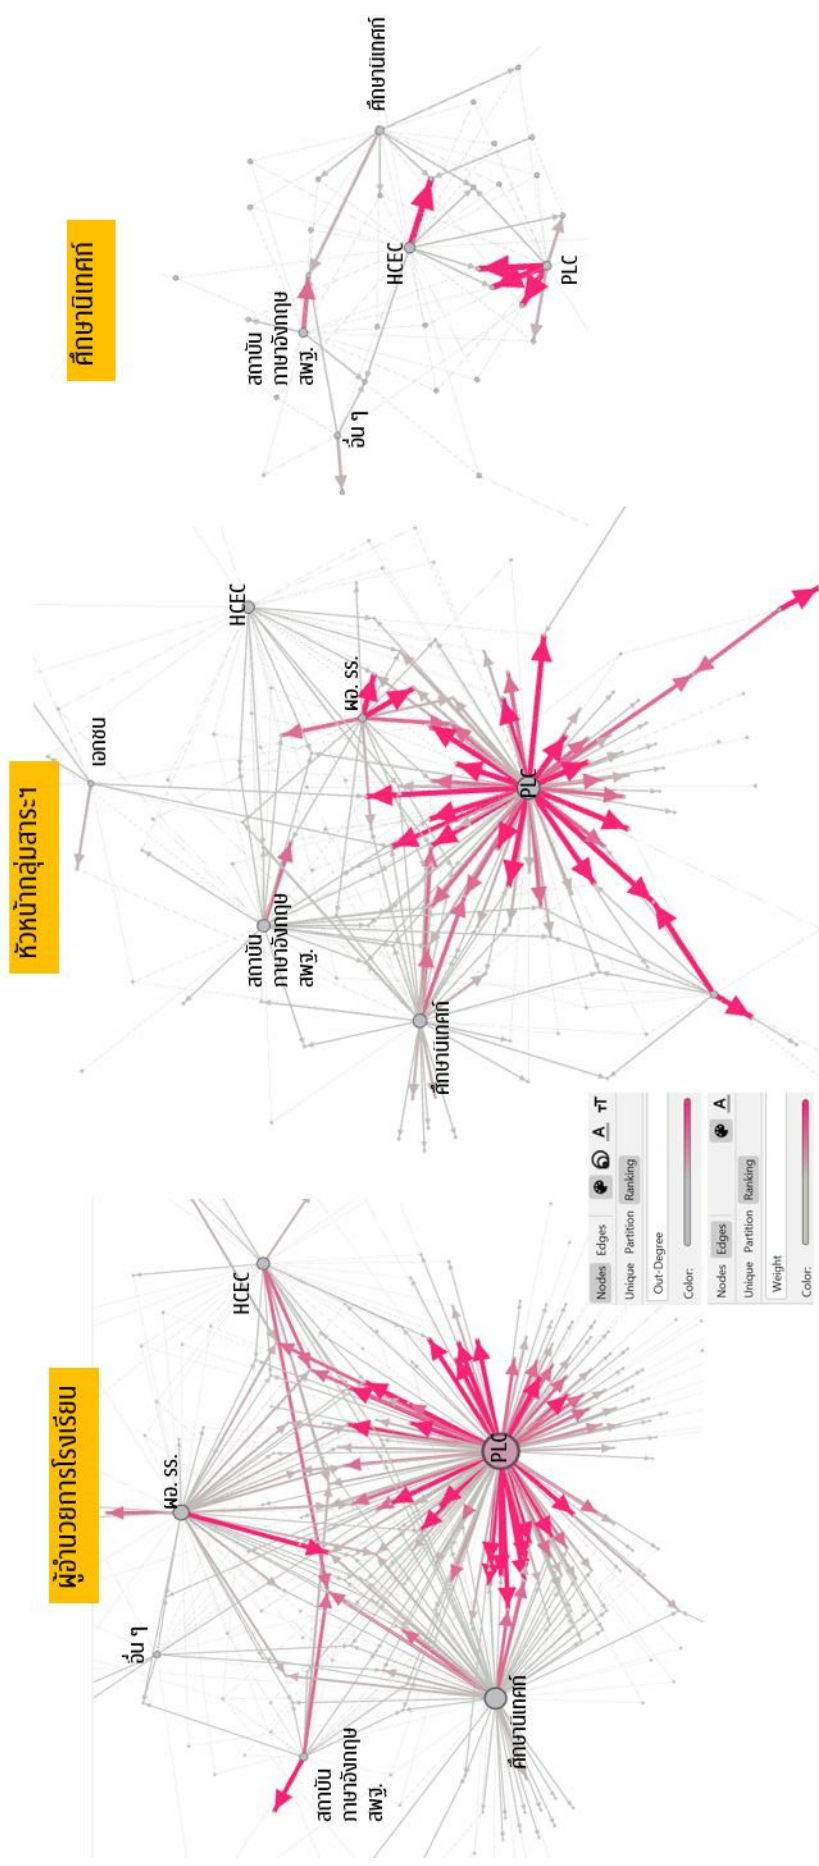 ผู้อำนวยการโรงเรียน
ผอ. รร.
HCEC
อื่น ๆ
สถาบัน
ภาษาอังกฤษ
สพฐ.
PLC
ศึกษานิเทศก์
หัวหน้ากลุ่มสาระฯ
เอกชน
HCEC
สถาบัน
ภาษาอังกฤษ
สพฐ.
ผอ. รร.
ศึกษานิเทศก์
PLC
Nodes Edges
Unique Partition Ranking
Out-Degree
Color:
Nodes Edges
Unique Partition Ranking
Weight
Color:
ศึกษานิเทศก์
ศึกษานิเทศก์
สถาบัน
ภาษาอังกฤษ
สพฐ.
HCEC
อื่น ๆ
PLC